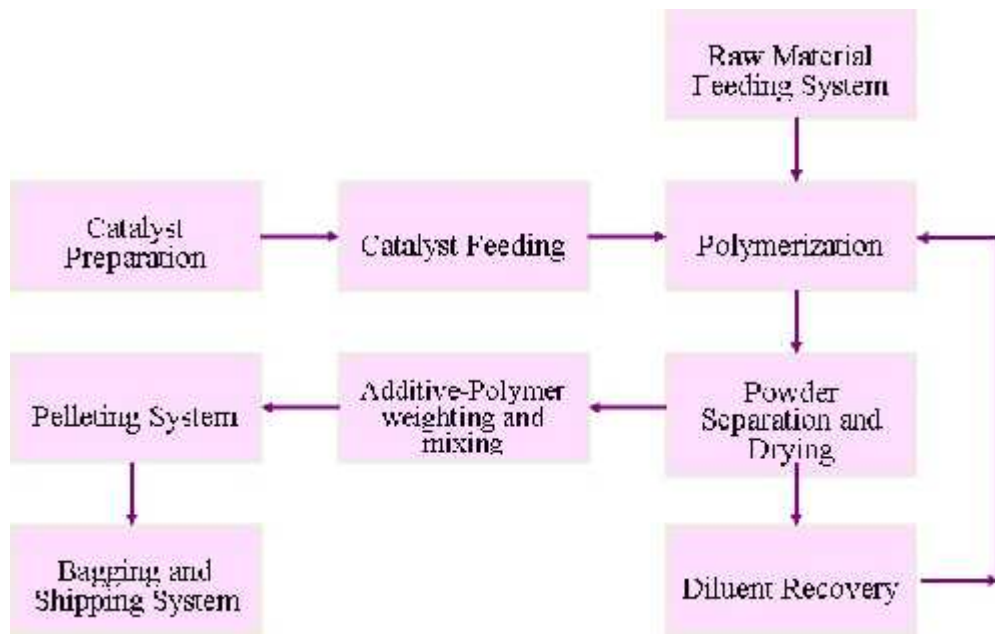 Raw Material
Feeding System
Catalyst
Preparation
Catalyst Feeding
Polymerization
Pelleting System
Additive-Polymer
weighting and
mixing
Powder
Separation and
Drying
Bagging and
Shipping System
Diluent Recovery